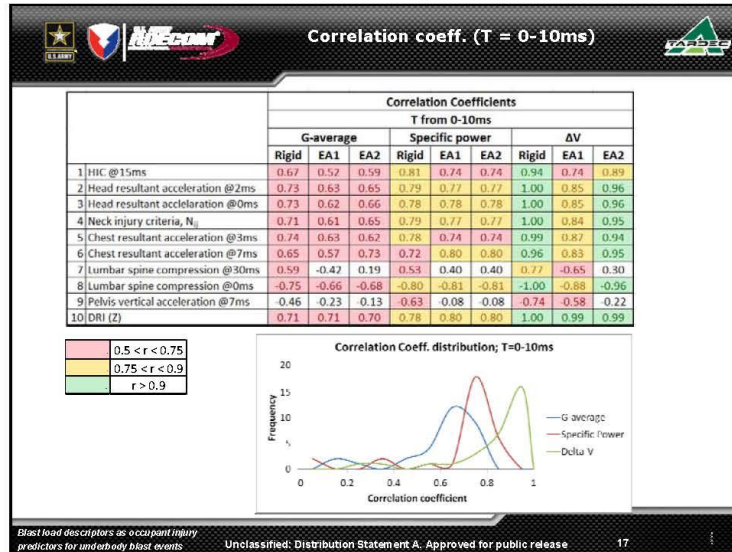 U.S. ARMY
RDECOM
Correlation coeff. (T = 0-10ms)
TARDEC
Correlation Coefficients
T from 0-10ms
G-average Specific power ΔV
Rigid EA1 EA2 Rigid EA1 EA2 Rigid EA1 EA2
1 HIC @15ms 0.67 0.52 0.59 0.81 0.74 0.74 0.94 0.74 0.89
2 Head resultant acceleration @2ms 0.73 0.63 0.65 0.79 0.77 0.77 1.00 0.85 0.96
3 Head resultant acclelaration @0ms 0.73 0.62 0.66 0.78 0.78 0.78 1.00 0.85 0.96
4 Neck injury criteria, Nij 0.71 0.61 0.65 0.79 0.77 0.77 1.00 0.84 0.95
5 Chest resultant acceleration @3ms 0.74 0.63 0.62 0.78 0.74 0.74 0.99 0.87 0.94
6 Chest resultant acceleration @7ms 0.65 0.57 0.73 0.72 0.80 0.80 0.96 0.83 0.95
7 Lumbar spine compression @30ms 0.59 -0.42 0.19 0.53 0.40 0.40 0.77 -0.65 0.30
8 Lumbar spine compression @0ms -0.75 -0.66 -0.68 -0.80 -0.81 -0.81 -1.00 -0.88 -0.96
9 Pelvis vertical acceleration @7ms -0.46 -0.23 -0.13 -0.63 -0.08 -0.08 -0.74 -0.58 -0.22
10 DRI (Z) 0.71 0.71 0.70 0.78 0.80 0.80 1.00 0.99 0.99
0.5 < r < 0.75
0.75 < r < 0.9
r > 0.9
Correlation Coeff. distribution; T=0-10ms
20
15
10
0
Frequency
0 0.2 0.4 0.6 0.8 1
Correlation coefficient
G average
Specific Power
Delta V
Blast load descriptors as occupant injury
predictors for underbody blast events
Unclassified: Distribution Statement A. Approved for public release
17